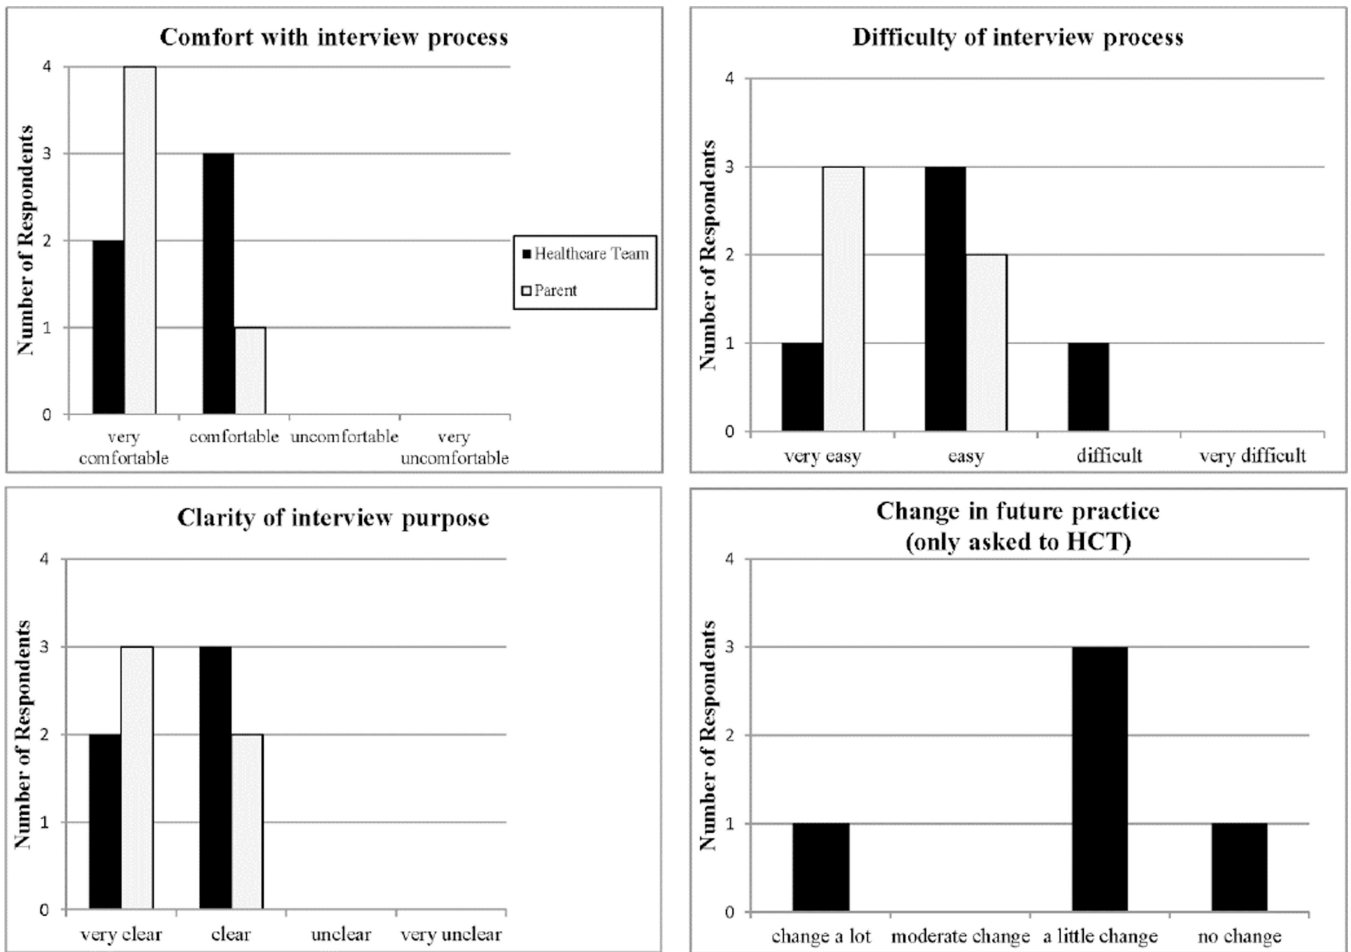 Comfort with interview process
Number of Respondents
4
3
2
1
0
very
comfortable
comfortable
uncomfortable
very
uncomfortable
Healthcare Team
Parent
Difficulty of interview process
Number of Respondents
4
3
2
1
0
very easy
easy
difficult
very difficult
Clarity of interview purpose
Number of Respondents
4
3
2
1
0
very clear
clear
unclear
very unclear
Change in future practice
(only asked to HCT)
Number of Respondents
4
3
2
1
0
change a lot
moderate change
a little change
no change